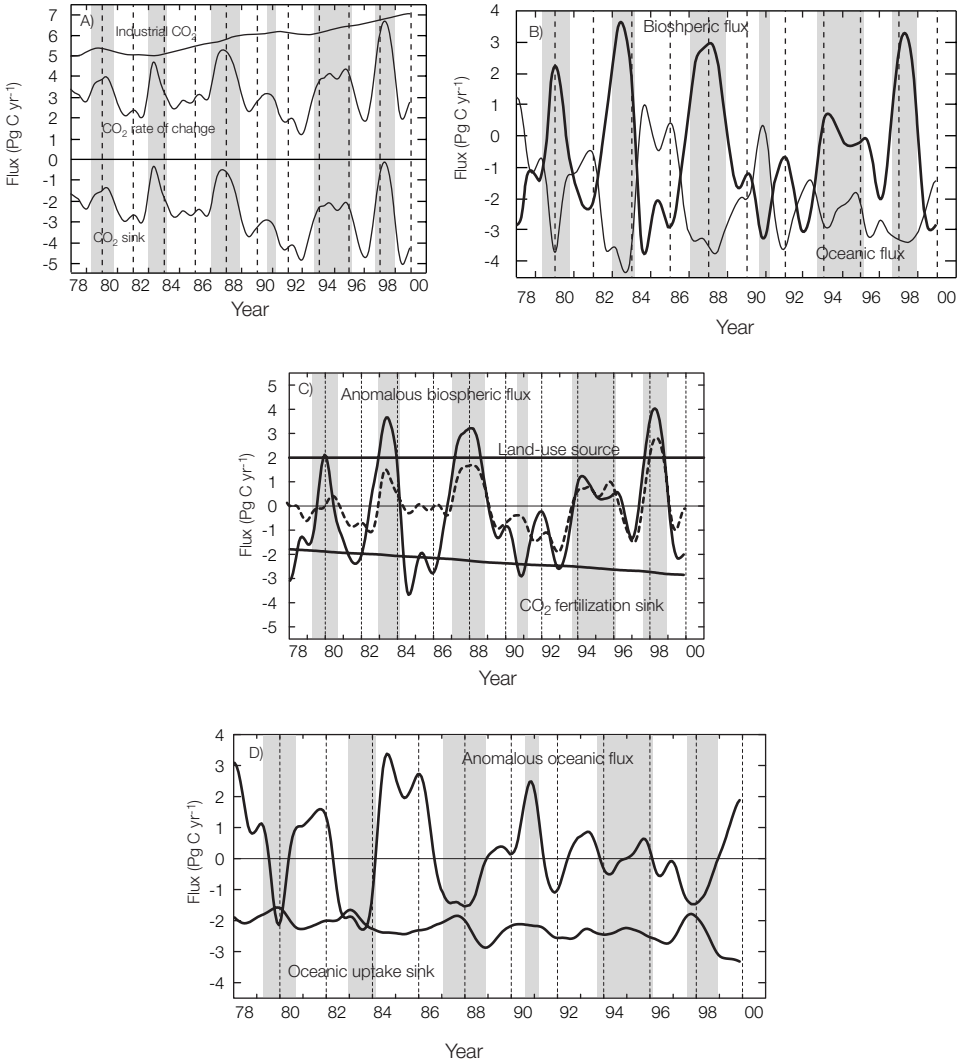 A)
7
6
5
4
3
2
1
0
-1
-2
-3
-4
-5
Flux (Pg C yr⁻¹)
Industrial CO₂
CO₂ rate of change
CO₂ sink
78 80 82 84 86 88 90 92 94 96 98 00
Year
B)
4
3
2
1
0
-1
-2
-3
-4
Flux (Pg C yr⁻¹)
Bioshperic flux
Oceanic flux
78 80 82 84 86 88 90 92 94 96 98 00
Year
C)
5
4
3
2
1
0
-1
-2
-3
-4
-5
Flux (Pg C yr⁻¹)
Anomalous biospheric flux
Land-use source
CO₂ fertilization sink
78 80 82 84 86 88 90 92 94 96 98 00
Year
D)
4
3
2
1
0
-1
-2
-3
-4
Flux (Pg C yr⁻¹)
Anomalous oceanic flux
Oceanic uptake sink
78 80 82 84 86 88 90 92 94 96 98 00
Year